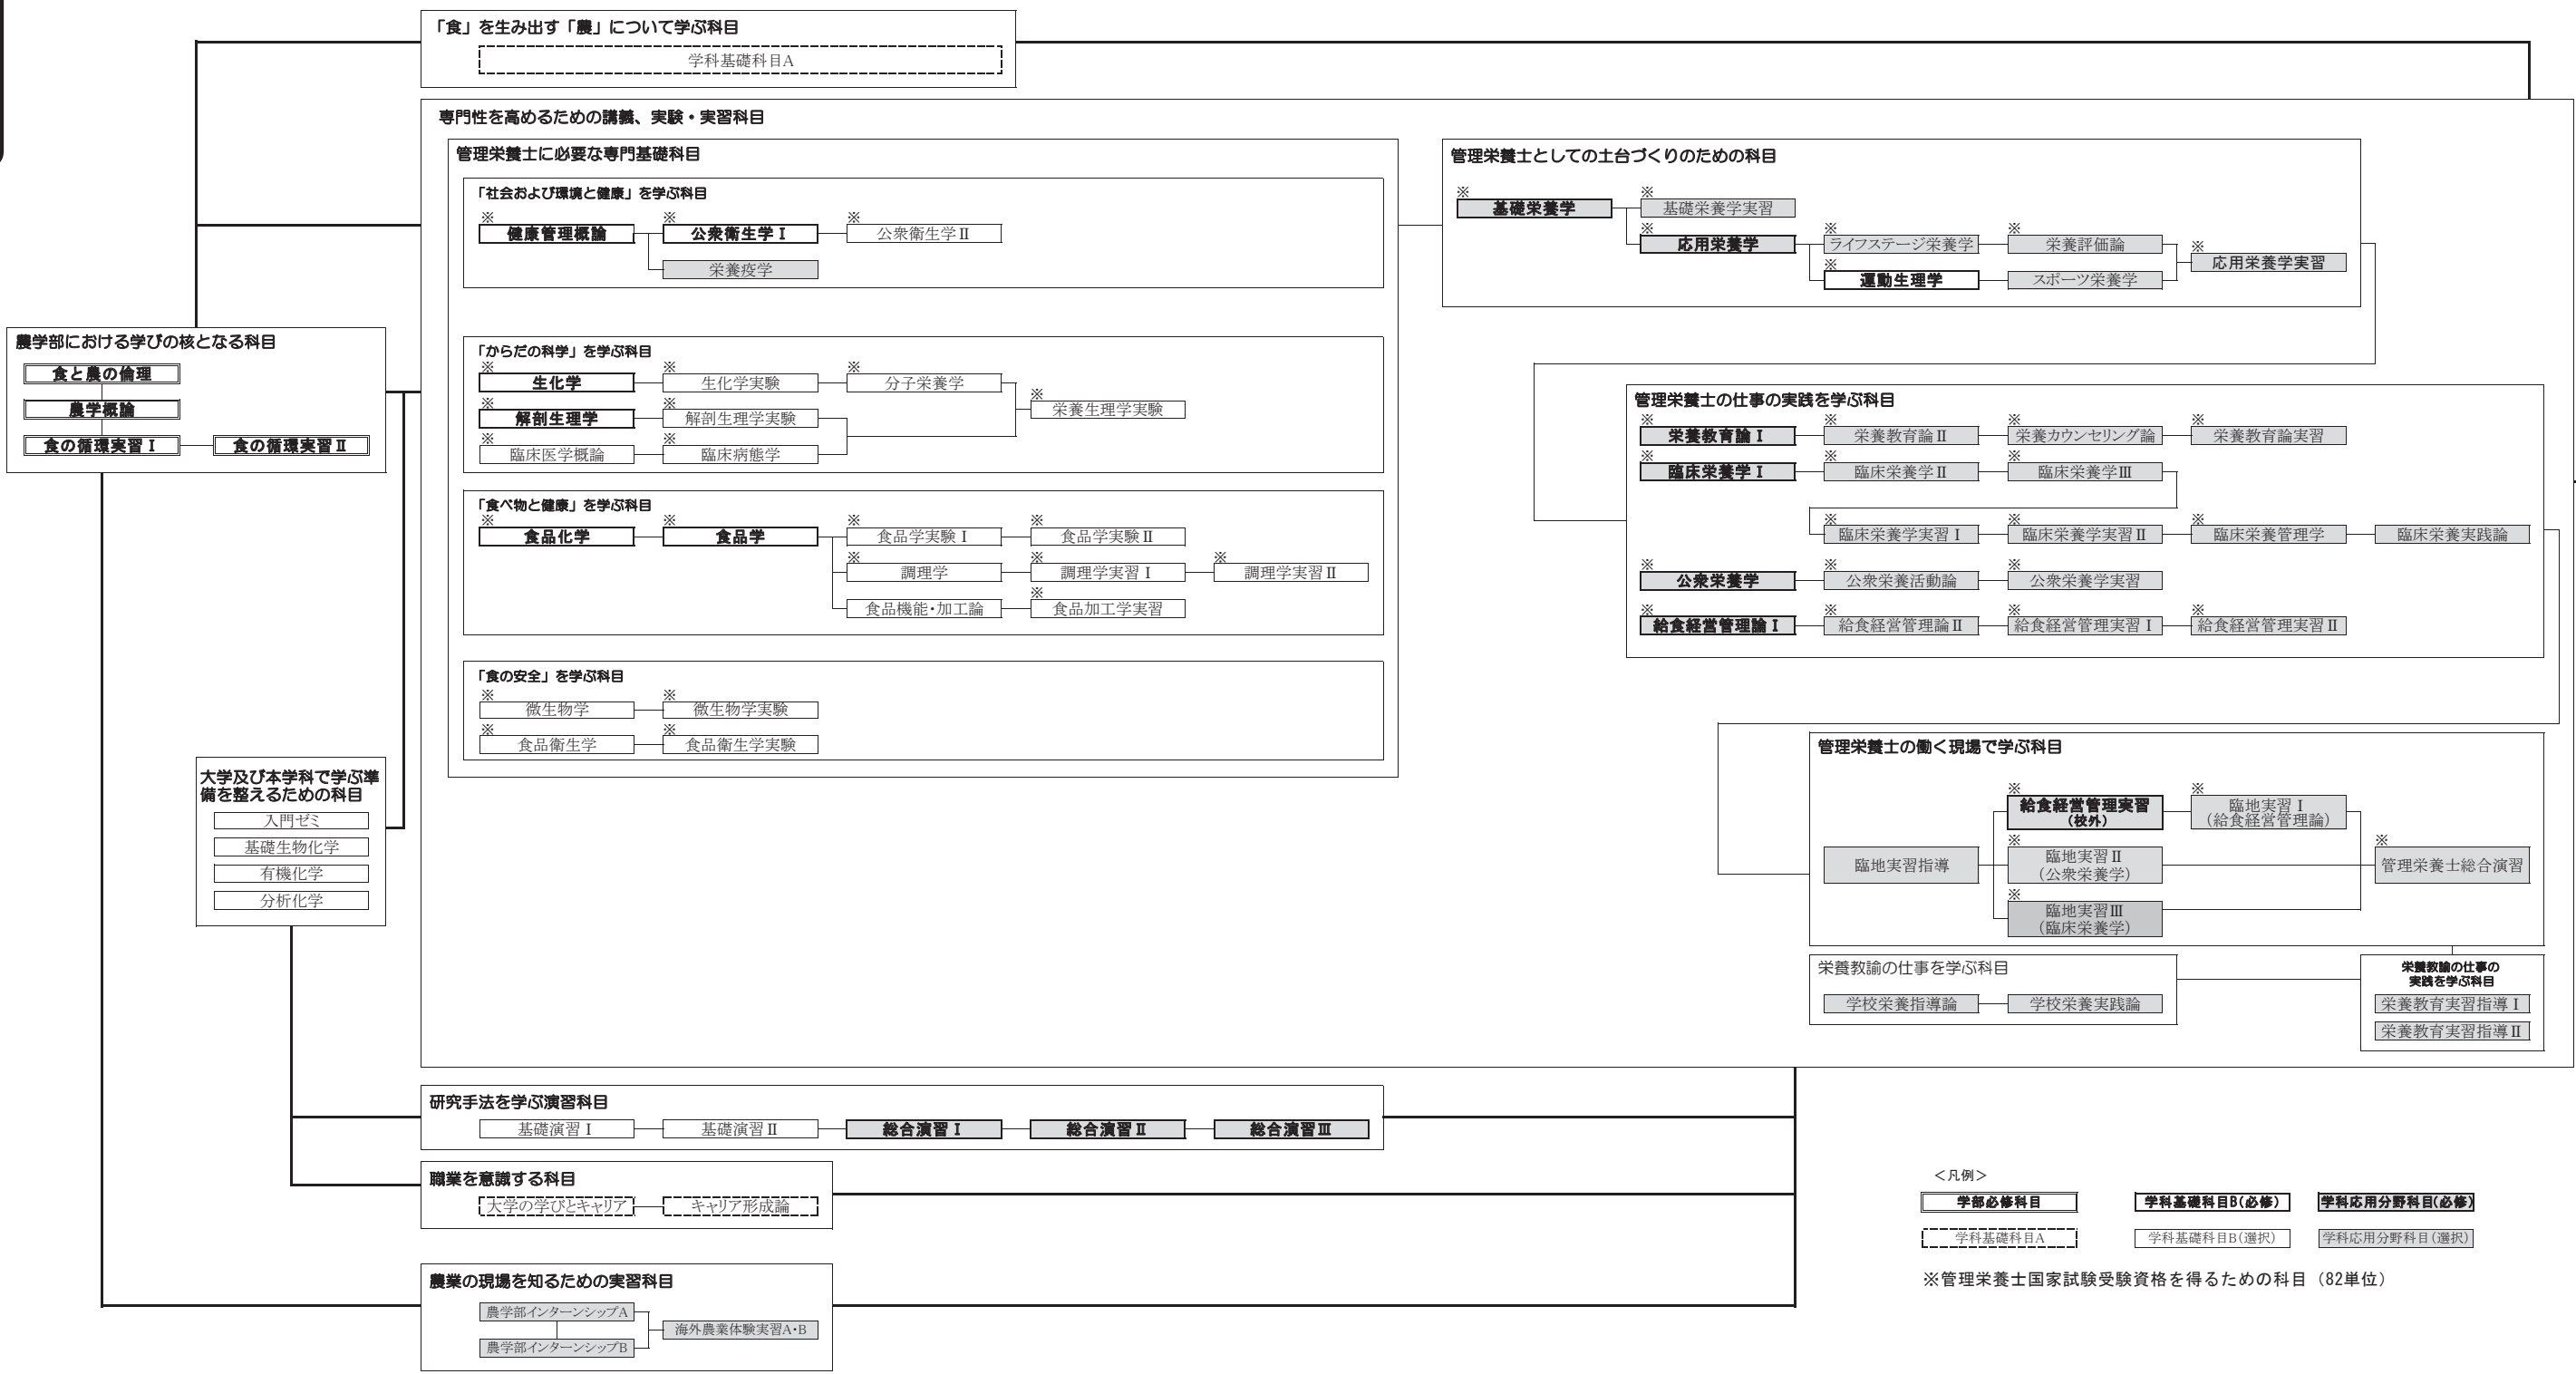 「食」を生み出す「農」について学ぶ科目
学科基礎科目A
専門性を高めるための講義、実験・実習科目
管理栄養士に必要な専門基礎科目
「社会および環境と健康」を学ぶ科目
※ ※ ※
健康管理概論 公衆衛生学Ⅰ 公衆衛生学Ⅱ
栄養疫学
「からだの科学」を学ぶ科目
※ ※ ※
生化学 生化学実験 分子栄養学
※
栄養生理学実験
※ ※
解剖生理学 解剖生理学実験
※ ※
臨床医学概論 臨床病態学
「食べ物と健康」を学ぶ科目
※ ※ ※ ※
食品化学 食品学 食品学実験Ⅰ 食品学実験Ⅱ
※ ※ ※
調理学 調理学実習Ⅰ 調理学実習Ⅱ
※
食品機能・加工論 食品加工学実習
「食の安全」を学ぶ科目
※ ※
微生物学 微生物学実験
※ ※
食品衛生学 食品衛生学実験
管理栄養士としての土台づくりのための科目
※ ※
基礎栄養学 基礎栄養学実習
※ ※ ※
応用栄養学 ライフステージ栄養学 栄養評価論
※
応用栄養学実習
※
運動生理学 スポーツ栄養学
管理栄養士の仕事の実践を学ぶ科目
※ ※ ※ ※
栄養教育論Ⅰ 栄養教育論Ⅱ 栄養カウンセリング論 栄養教育論実習
※ ※ ※
臨床栄養学Ⅰ 臨床栄養学Ⅱ 臨床栄養学Ⅲ
※ ※ ※
臨床栄養学実習Ⅰ 臨床栄養学実習Ⅱ 臨床栄養管理学 臨床栄養実践論
※ ※ ※
公衆栄養学 公衆栄養活動論 公衆栄養学実習
※ ※ ※ ※
給食経営管理論Ⅰ 給食経営管理論Ⅱ 給食経営管理実習Ⅰ 給食経営管理実習Ⅱ
管理栄養士の働く現場で学ぶ科目
※ ※
給食経営管理実習 臨地実習Ⅰ
（校外） （給食経営管理論）
※ ※
臨地実習指導 臨地実習Ⅱ 管理栄養士総合演習
（公衆栄養学）
※
臨地実習Ⅲ
（臨床栄養学）
栄養教諭の仕事を学ぶ科目
学校栄養指導論 学校栄養実践論
栄養教諭の仕事の
実践を学ぶ科目
栄養教育実習指導Ⅰ
栄養教育実習指導Ⅱ
農学部における学びの核となる科目
食と農の倫理
農学概論
食の循環実習Ⅰ 食の循環実習Ⅱ
大学及び本学科で学ぶ準
備を整えるための科目
入門ゼミ
基礎生物化学
有機化学
分析化学
研究手法を学ぶ演習科目
基礎演習Ⅰ 基礎演習Ⅱ 総合演習Ⅰ 総合演習Ⅱ 総合演習Ⅲ
職業を意識する科目
大学の学びとキャリア キャリア形成論
農業の現場を知るための実習科目
農学部インターンシップA
海外農業体験実習A・B
農学部インターンシップB
＜凡例＞
学部必修科目 学科基礎科目B（必修） 学科応用分野科目（必修）
学科基礎科目A 学科基礎科目B（選択） 学科応用分野科目（選択）
※管理栄養士国家試験受験資格を得るための科目（82単位）